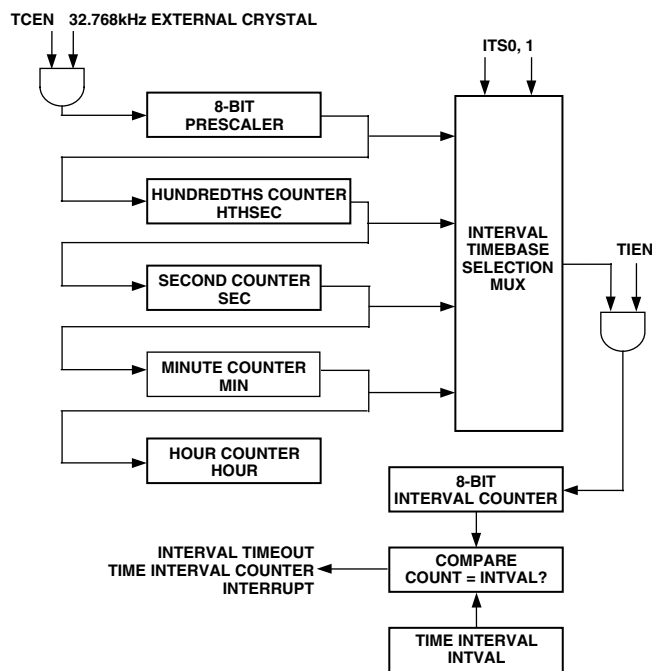 TCEN 32.768kHz EXTERNAL CRYSTAL
ITS0, 1
8-BIT
PRESCALER
HUNDREDTHS COUNTER
HTHSEC
INTERVAL
TIMEBASE
SELECTION
MUX
TIEN
SECOND COUNTER
SEC
MINUTE COUNTER
MIN
HOUR COUNTER
HOUR
8-BIT
INTERVAL COUNTER
INTERVAL TIMEOUT
TIME INTERVAL COUNTER
INTERRUPT
COMPARE
COUNT = INTVAL?
TIME INTERVAL
INTVAL